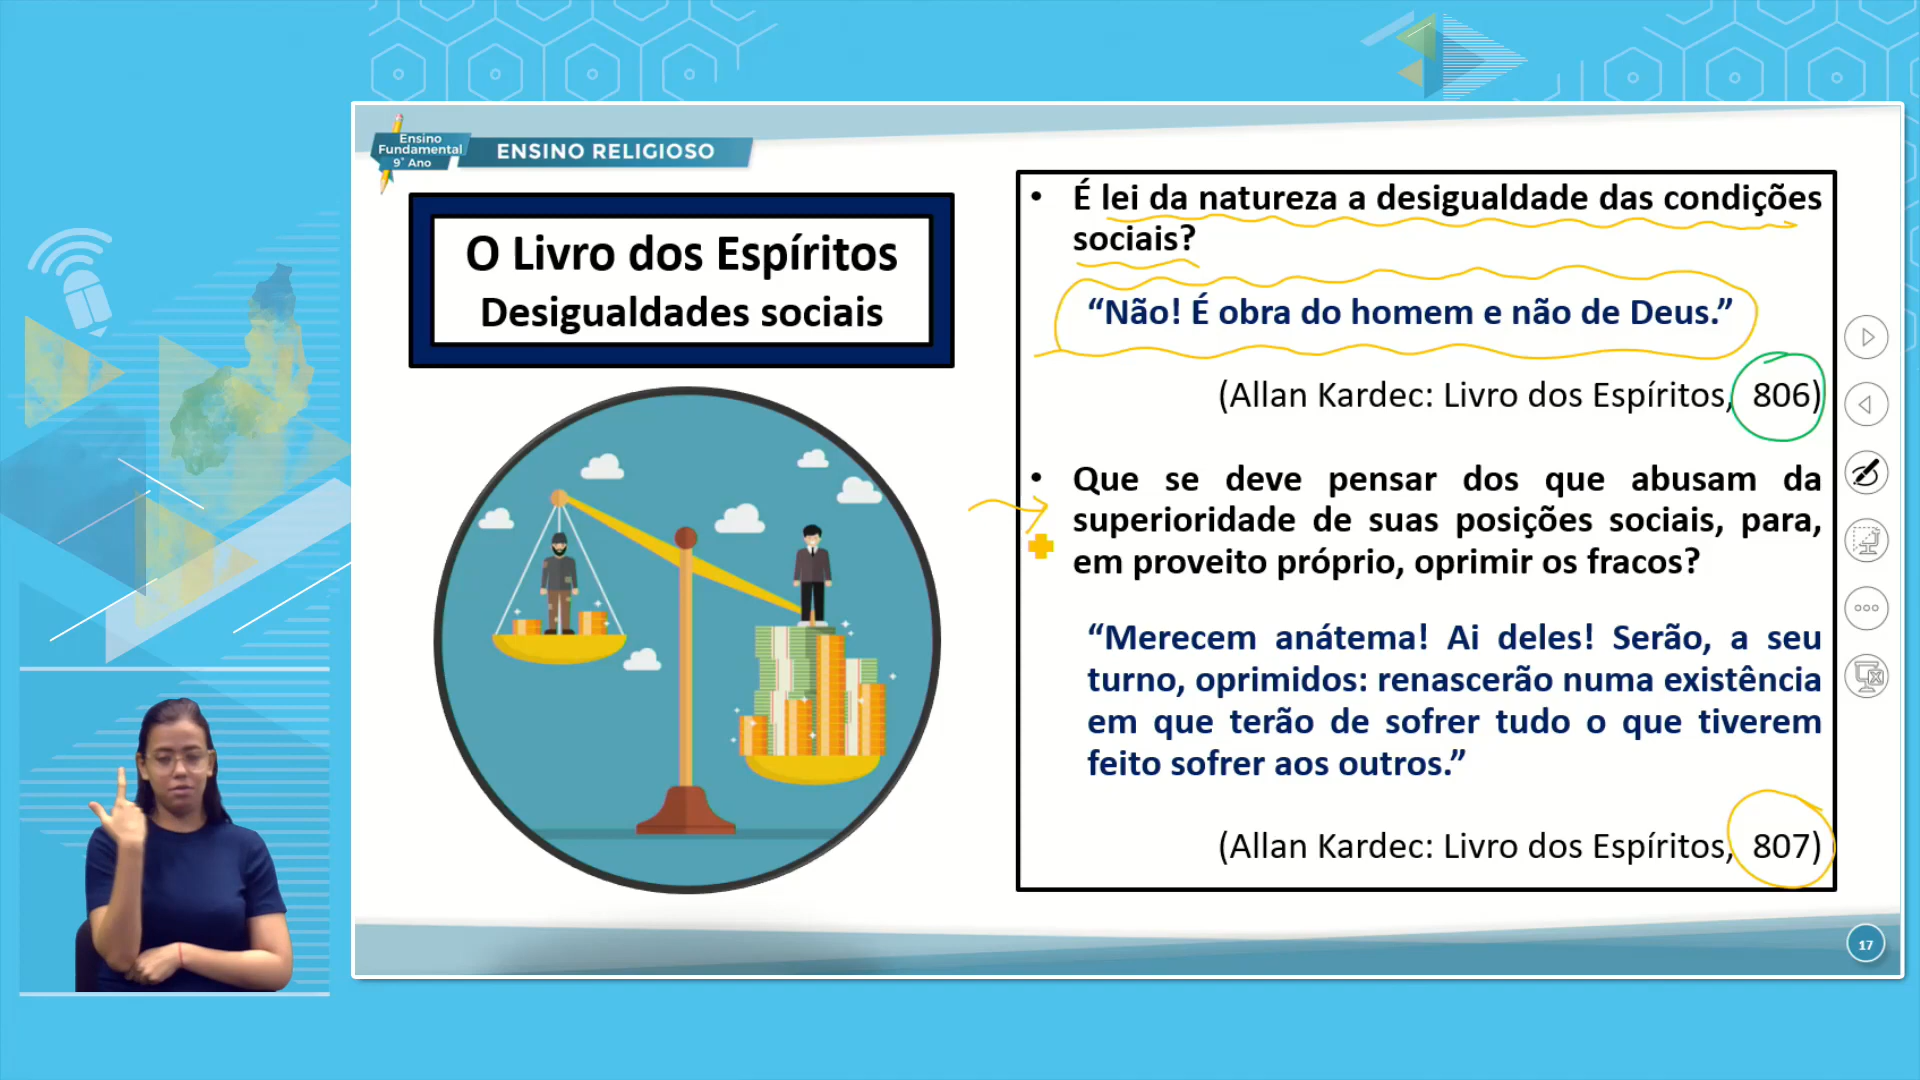 Ensino
Fundamental
9° Ano
ENSINO RELIGIOSO
O Livro dos Espíritos
Desigualdades sociais
• É lei da natureza a desigualdade das condições
sociais?
“Não! É obra do homem e não de Deus.”
(Allan Kardec: Livro dos Espíritos, 806)
• Que se deve pensar dos que abusam da
superioridade de suas posições sociais, para,
em proveito próprio, oprimir os fracos?
“Merecem anátema! Ai deles! Serão, a seu
turno, oprimidos: renascerão numa existência
em que terão de sofrer tudo o que tiverem
feito sofrer aos outros.”
(Allan Kardec: Livro dos Espíritos, 807)
17